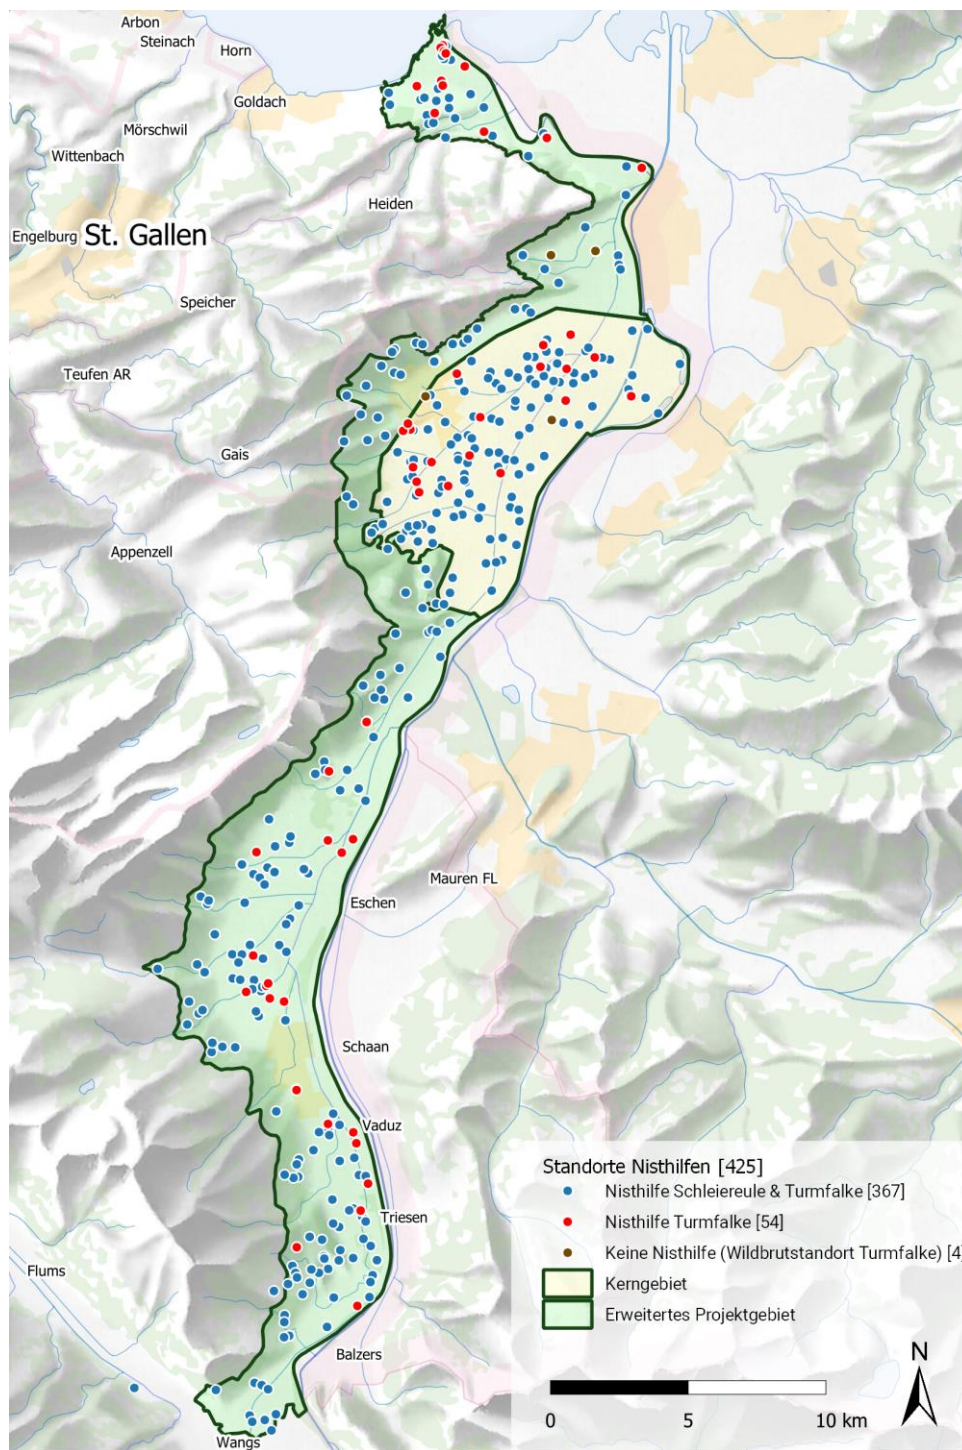 Arbon
Steinach
Horn
Goldach
Mörschwil
Wittenbach
Heiden
Engelburg
St. Gallen
Speicher
Teufen AR
Gais
Appenzell
Mauren FL
Eschen
Schaan
Vaduz
Triesen
Flums
Balzers
Wangs
Standorte Nisthilfen [425]
Nisthilfe Schleiereule & Turmfalke [367]
Nisthilfe Turmfalke [54]
Keine Nisthilfe (Wildbrutstandort Turmfalke) [4]
Kerngebiet
Erweitertes Projektgebiet
N
0 5 10 km